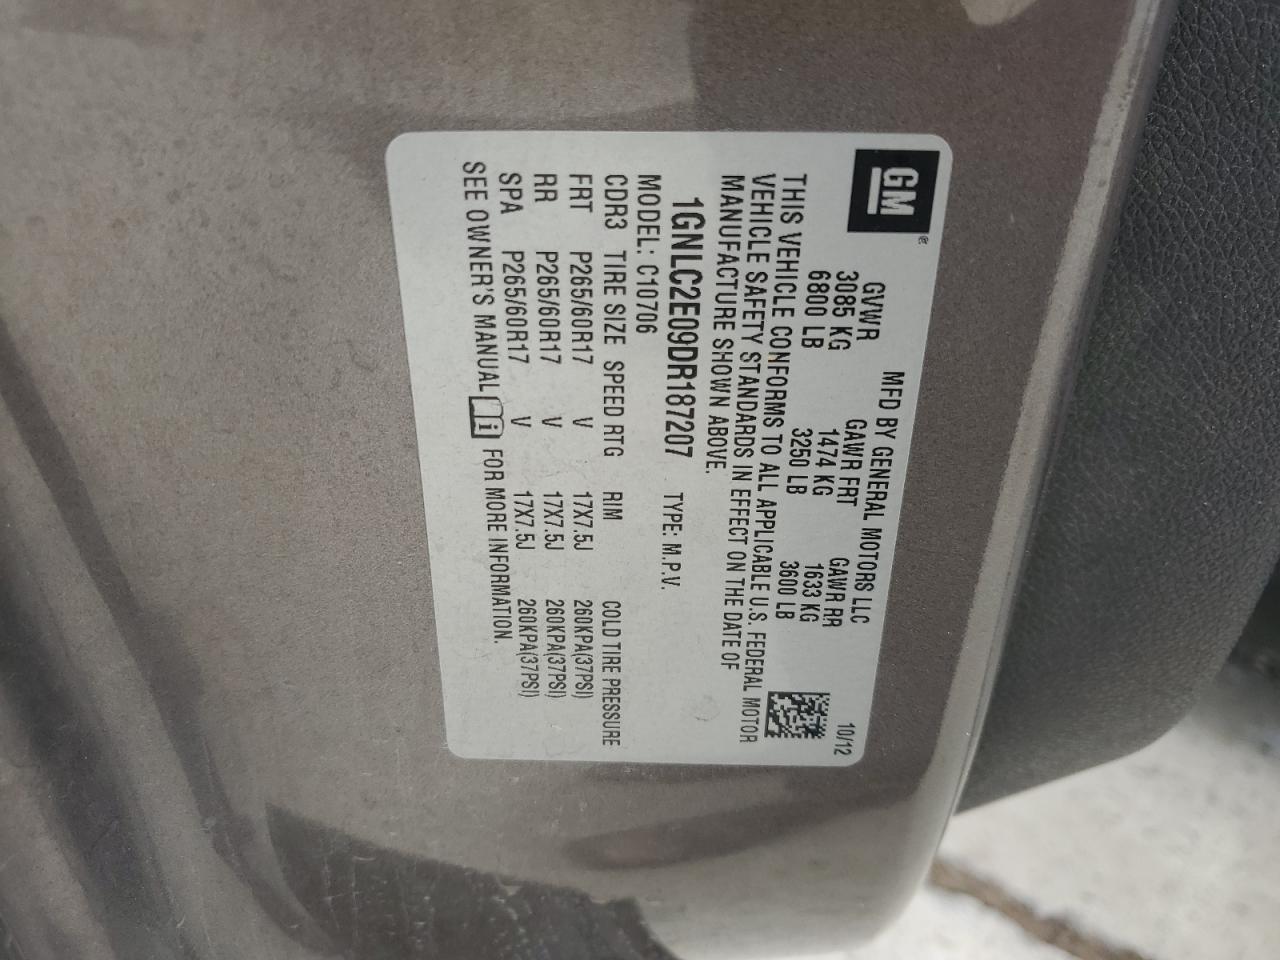 GM®
MFD BY GENERAL MOTORS LLC 10/12
GVWR GAWR FRT GAWR RR
3085 KG 1474 KG 1633 KG
6800 LB 3250 LB 3600 LB
THIS VEHICLE CONFORMS TO ALL APPLICABLE U.S. FEDERAL MOTOR
VEHICLE SAFETY STANDARDS IN EFFECT ON THE DATE OF
MANUFACTURE SHOWN ABOVE.
1GNLC2E09DR187207 TYPE: M.P.V.
MODEL: C10706
CDR3 TIRE SIZE SPEED RTG RIM COLD TIRE PRESSURE
FRT P265/60R17 V 17X7.5J 260KPA(37PSI)
RR P265/60R17 V 17X7.5J 260KPA(37PSI)
SPA P265/60R17 V 17X7.5J 260KPA(37PSI)
SEE OWNER'S MANUAL i FOR MORE INFORMATION.